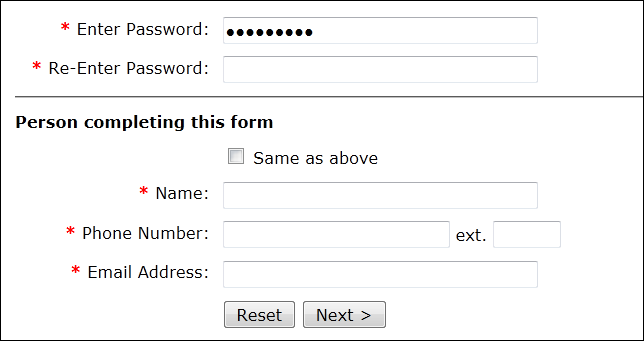 * Enter Password: ●●●●●●●●●
* Re-Enter Password:
Person completing this form
Same as above
* Name:
* Phone Number: ext.
* Email Address:
Reset Next >